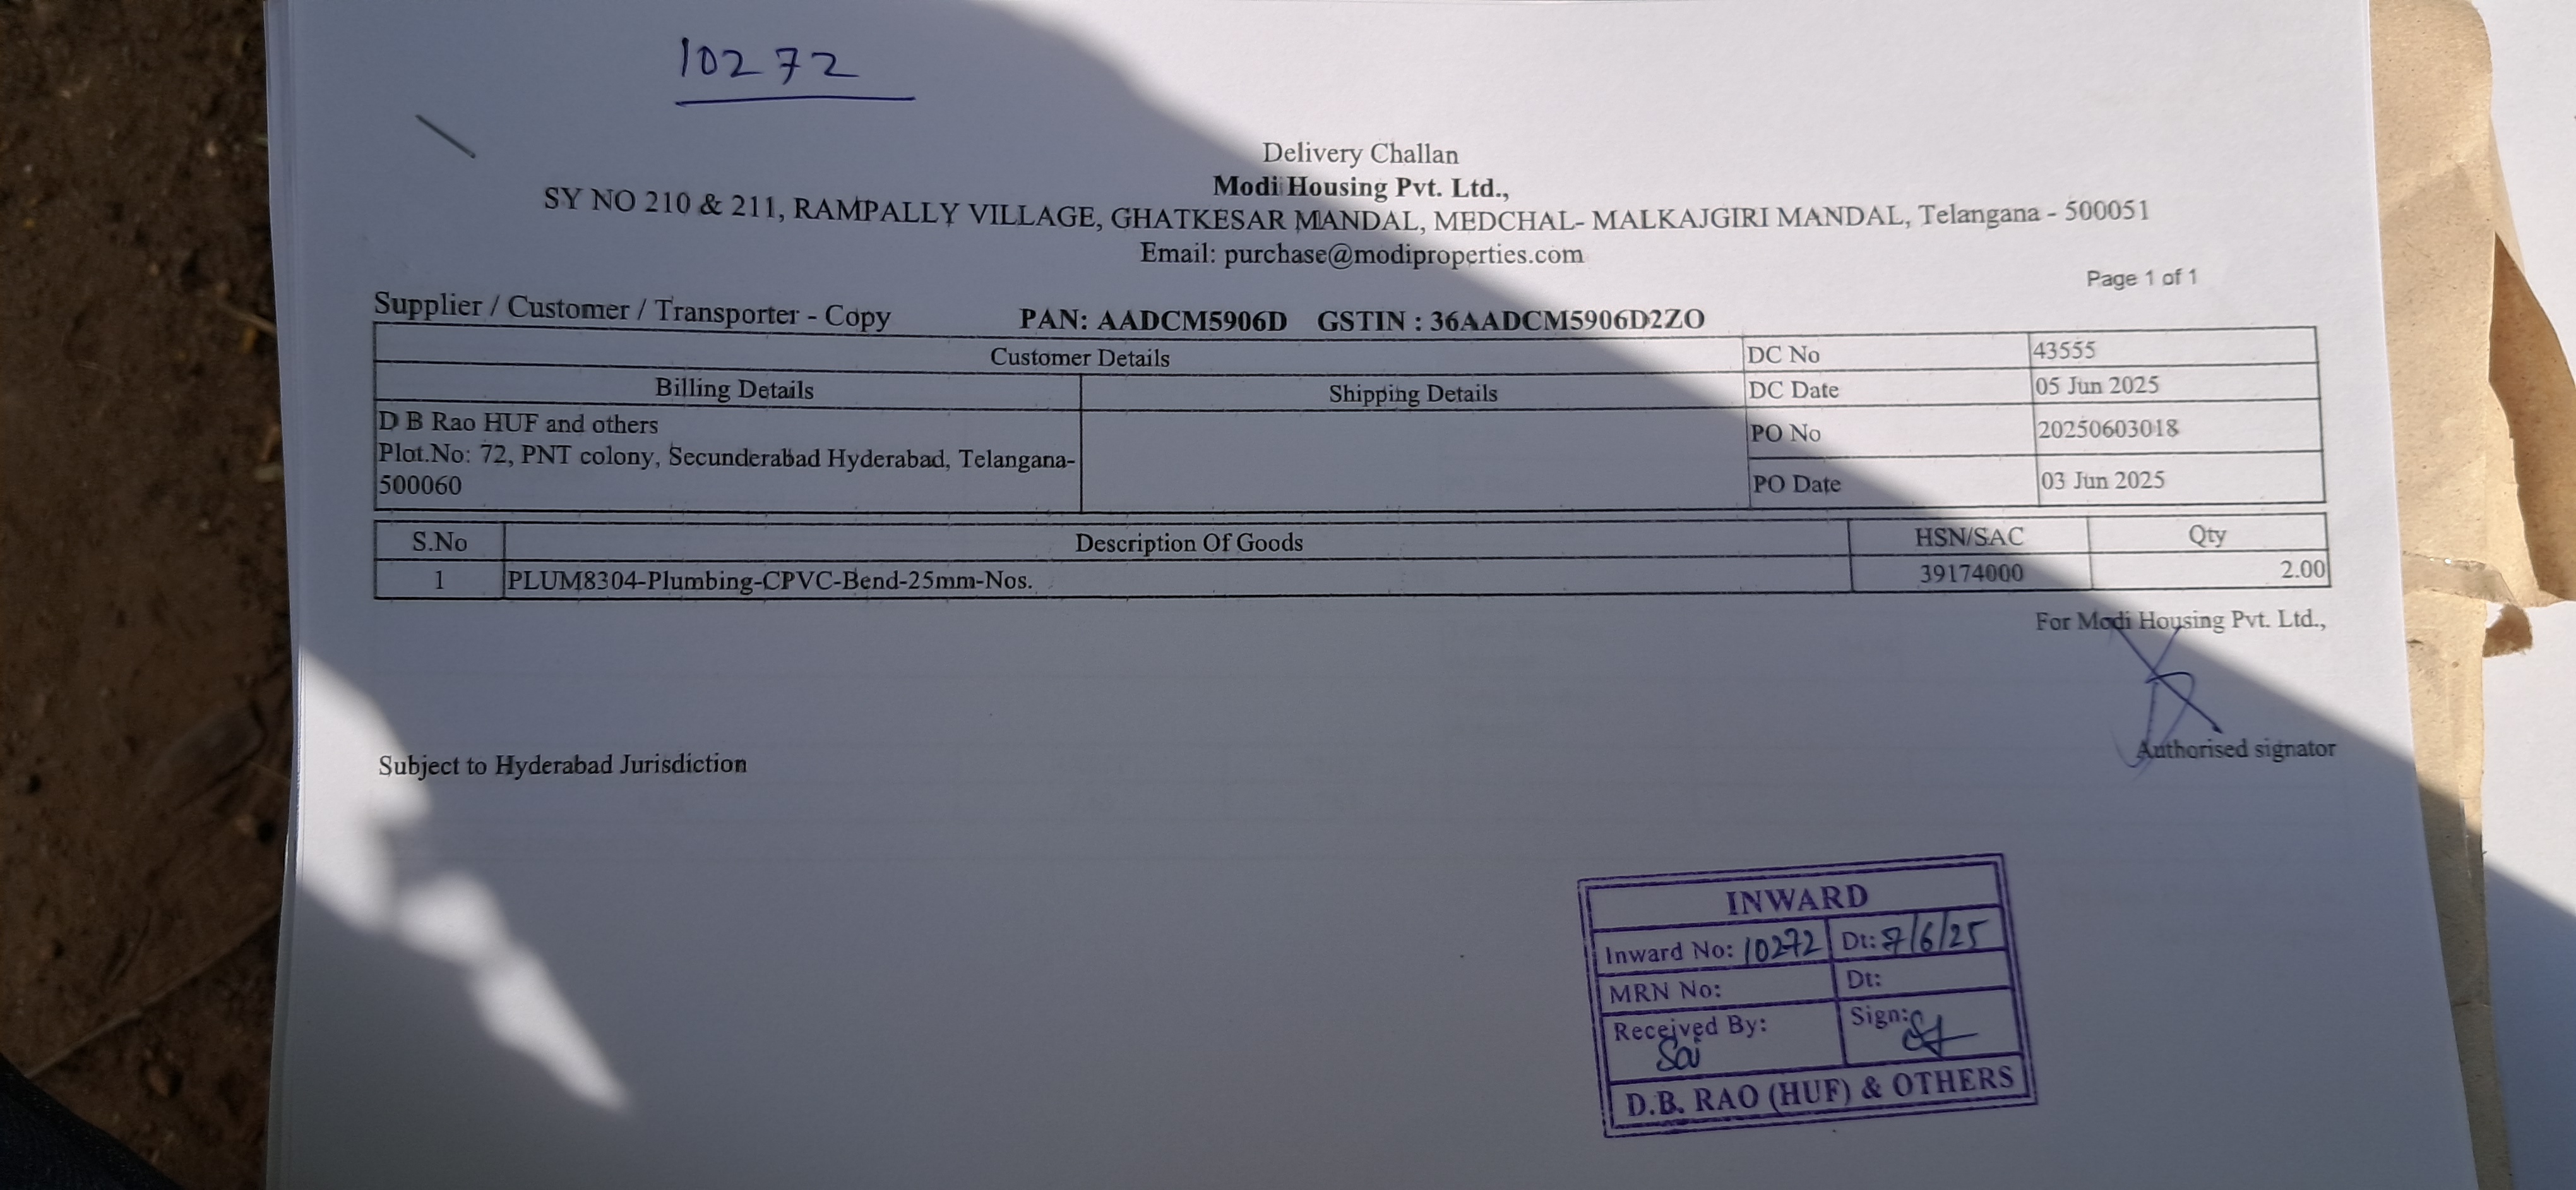 10272
Delivery Challan
Modi Housing Pvt. Ltd.,
SY NO 210 & 211, RAMPALLY VILLAGE, GHATKESAR MANDAL, MEDCHAL- MALKAJGIRI MANDAL, Telangana - 500051
Email: purchase@modiproperties.com
Page 1 of 1
Supplier / Customer / Transporter - Copy PAN: AADCM5906D GSTIN : 36AADCM5906D2ZO
Customer Details
Billing Details Shipping Details
D B Rao HUF and others
Plot.No: 72, PNT colony, Secunderabad Hyderabad, Telangana-
500060
DC No 43555
DC Date 05 Jun 2025
PO No 20250603018
PO Date 03 Jun 2025
S.No Description Of Goods HSN/SAC Qty
1 PLUM8304-Plumbing-CPVC-Bend-25mm-Nos. 39174000 2.00
For Modi Housing Pvt. Ltd.,
Authorised signator
Subject to Hyderabad Jurisdiction
INWARD
Inward No: 10272 Dt: 7/6/25
MRN No: Dt:
Received By: Sign:
Sai
D.B. RAO (HUF) & OTHERS